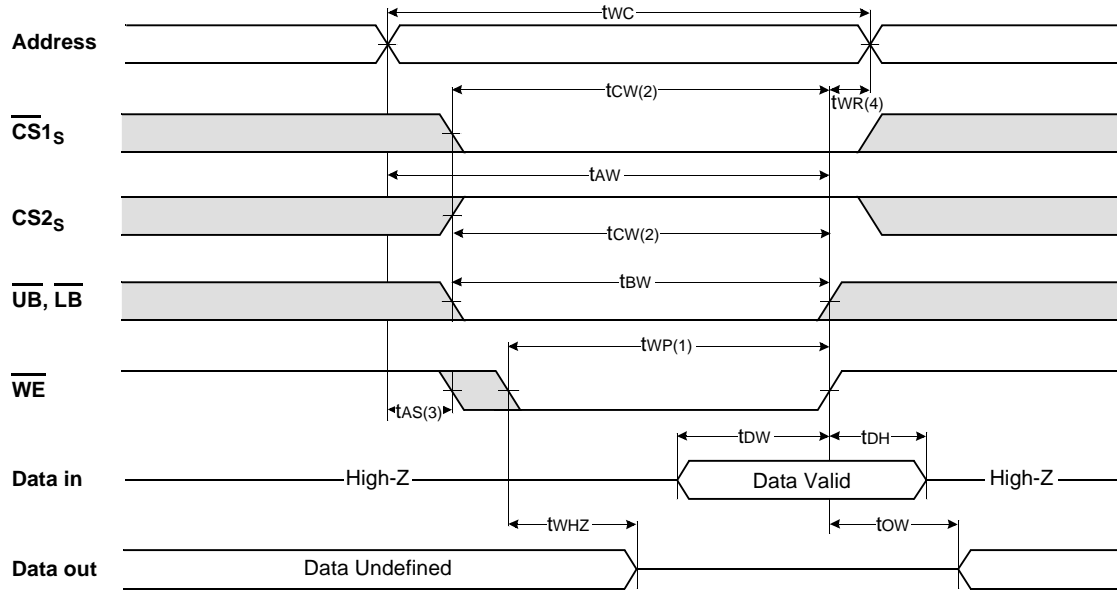 tWC
Address
tCW(2)
tWR(4)
CS1S
tAW
CS2S
tCW(2)
tBW
UB, LB
tWP(1)
WE
tAS(3)
tDW
tDH
Data in
High-Z
Data Valid
High-Z
tWHZ
tOW
Data out
Data Undefined